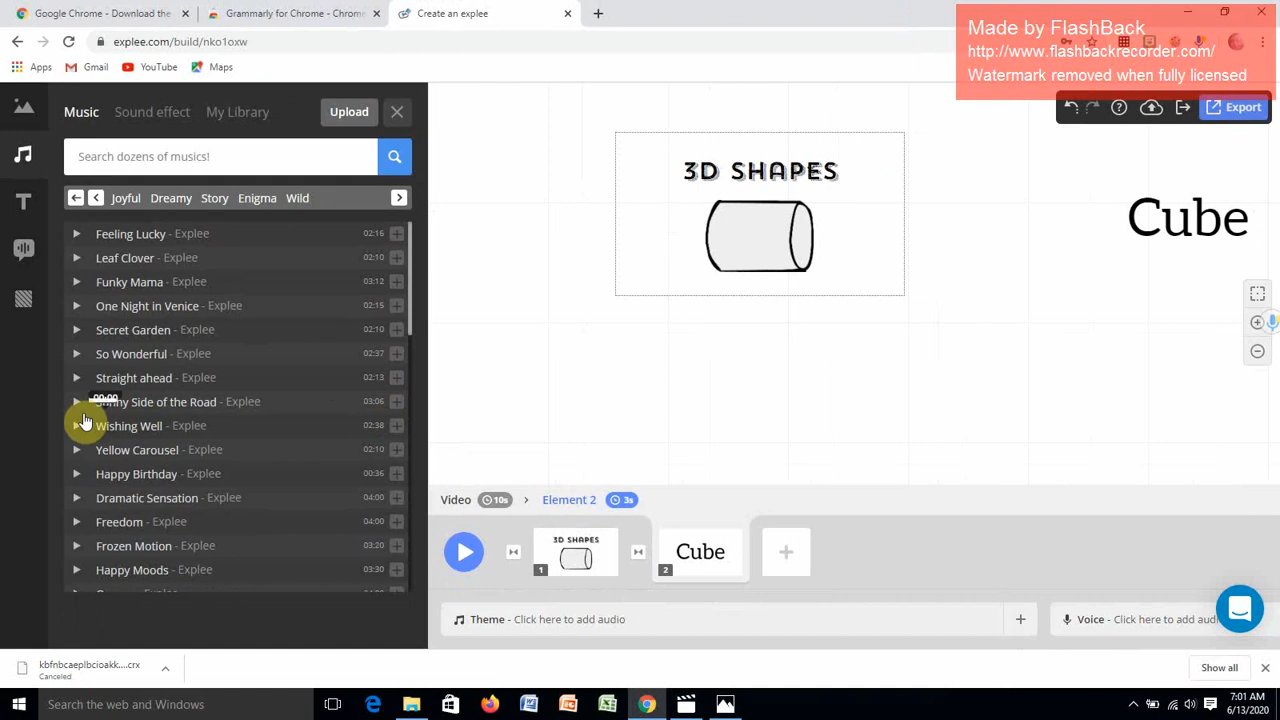 Google Chrome - Download the
Grammarly for Chrome - Chrome
Create an explee
Made by FlashBack
http://www.flashbackrecorder.com/
Watermark removed when fully licensed
explee.com/build/nko1oxw
Apps
Gmail
YouTube
Maps
Music
Sound effect
My Library
Upload
Export
Search dozens of musics!
Joyful
Dreamy
Story
Enigma
Wild
Feeling Lucky - Explee 02:16
Leaf Clover - Explee 02:10
Funky Mama - Explee 03:12
One Night in Venice - Explee 02:15
Secret Garden - Explee 02:10
So Wonderful - Explee 02:37
Straight ahead - Explee 02:13
00:00
Sunny Side of the Road - Explee 03:06
Wishing Well - Explee 02:38
Yellow Carousel - Explee 02:10
Happy Birthday - Explee 00:36
Dramatic Sensation - Explee 04:00
Freedom - Explee 04:00
Frozen Motion - Explee 03:20
Happy Moods - Explee 03:30
3D SHAPES
Cube
Video 10s
Element 2 3s
3D SHAPES
1
Cube
2
Theme - Click here to add audio
Voice - Click here to add
kbfnbcaeplbcioakk....crx
Canceled
Show all
Search the web and Windows
7:01 AM
6/13/2020